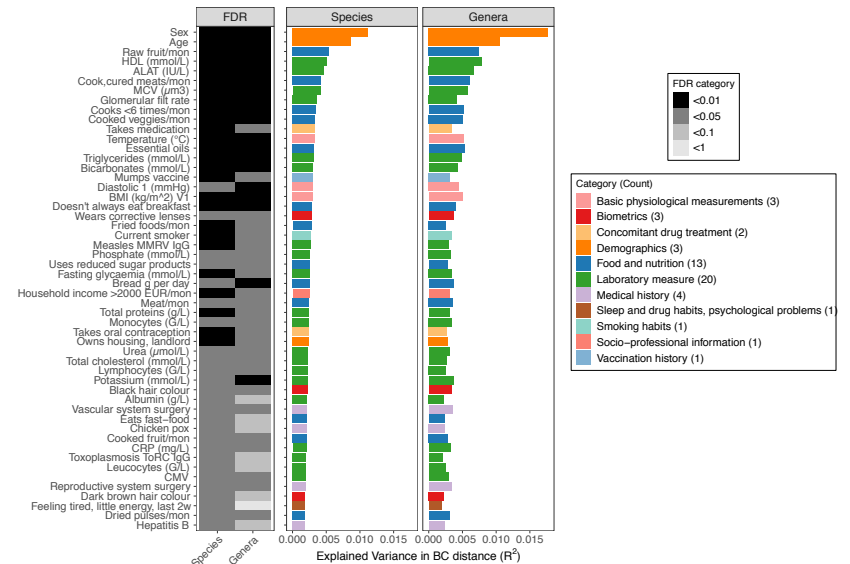 FDR
Species
Genera
Sex
Age
Raw fruit/mon
HDL (mmol/L)
ALAT (IU/L)
Cook,cured meats/mon
MCV (µm3)
Glomerular filt rate
Cooks <6 times/mon
Cooked veggies/mon
Takes medication
Temperature (°C)
Essential oils
Triglycerides (mmol/L)
Bicarbonates (mmol/L)
Mumps vaccine
Diastolic 1 (mmHg)
BMI (kg/m^2) V1
Doesn't always eat breakfast
Wears corrective lenses
Fried foods/mon
Current smoker
Measles MMRV IgG
Phosphate (mmol/L)
Uses reduced sugar products
Fasting glycaemia (mmol/L)
Bread g per day
Household income >2000 EUR/mon
Meat/mon
Total proteins (g/L)
Monocytes (G/L)
Takes oral contraception
Owns housing, landlord
Urea (µmol/L)
Total cholesterol (mmol/L)
Lymphocytes (G/L)
Potassium (mmol/L)
Black hair colour
Albumin (g/L)
Vascular system surgery
Eats fast−food
Chicken pox
Cooked fruit/mon
CRP (mg/L)
Toxoplasmosis ToRC IgG
Leucocytes (G/L)
CMV
Reproductive system surgery
Dark brown hair colour
Feeling tired, little energy, last 2w
Dried pulses/mon
Hepatitis B
Species
Genera
0.000 0.005 0.010 0.015
0.000 0.005 0.010 0.015
Explained Variance in BC distance (R²)
FDR category
<0.01
<0.05
<0.1
<1
Category (Count)
Basic physiological measurements (3)
Biometrics (3)
Concomitant drug treatment (2)
Demographics (3)
Food and nutrition (13)
Laboratory measure (20)
Medical history (4)
Sleep and drug habits, psychological problems (1)
Smoking habits (1)
Socio−professional information (1)
Vaccination history (1)